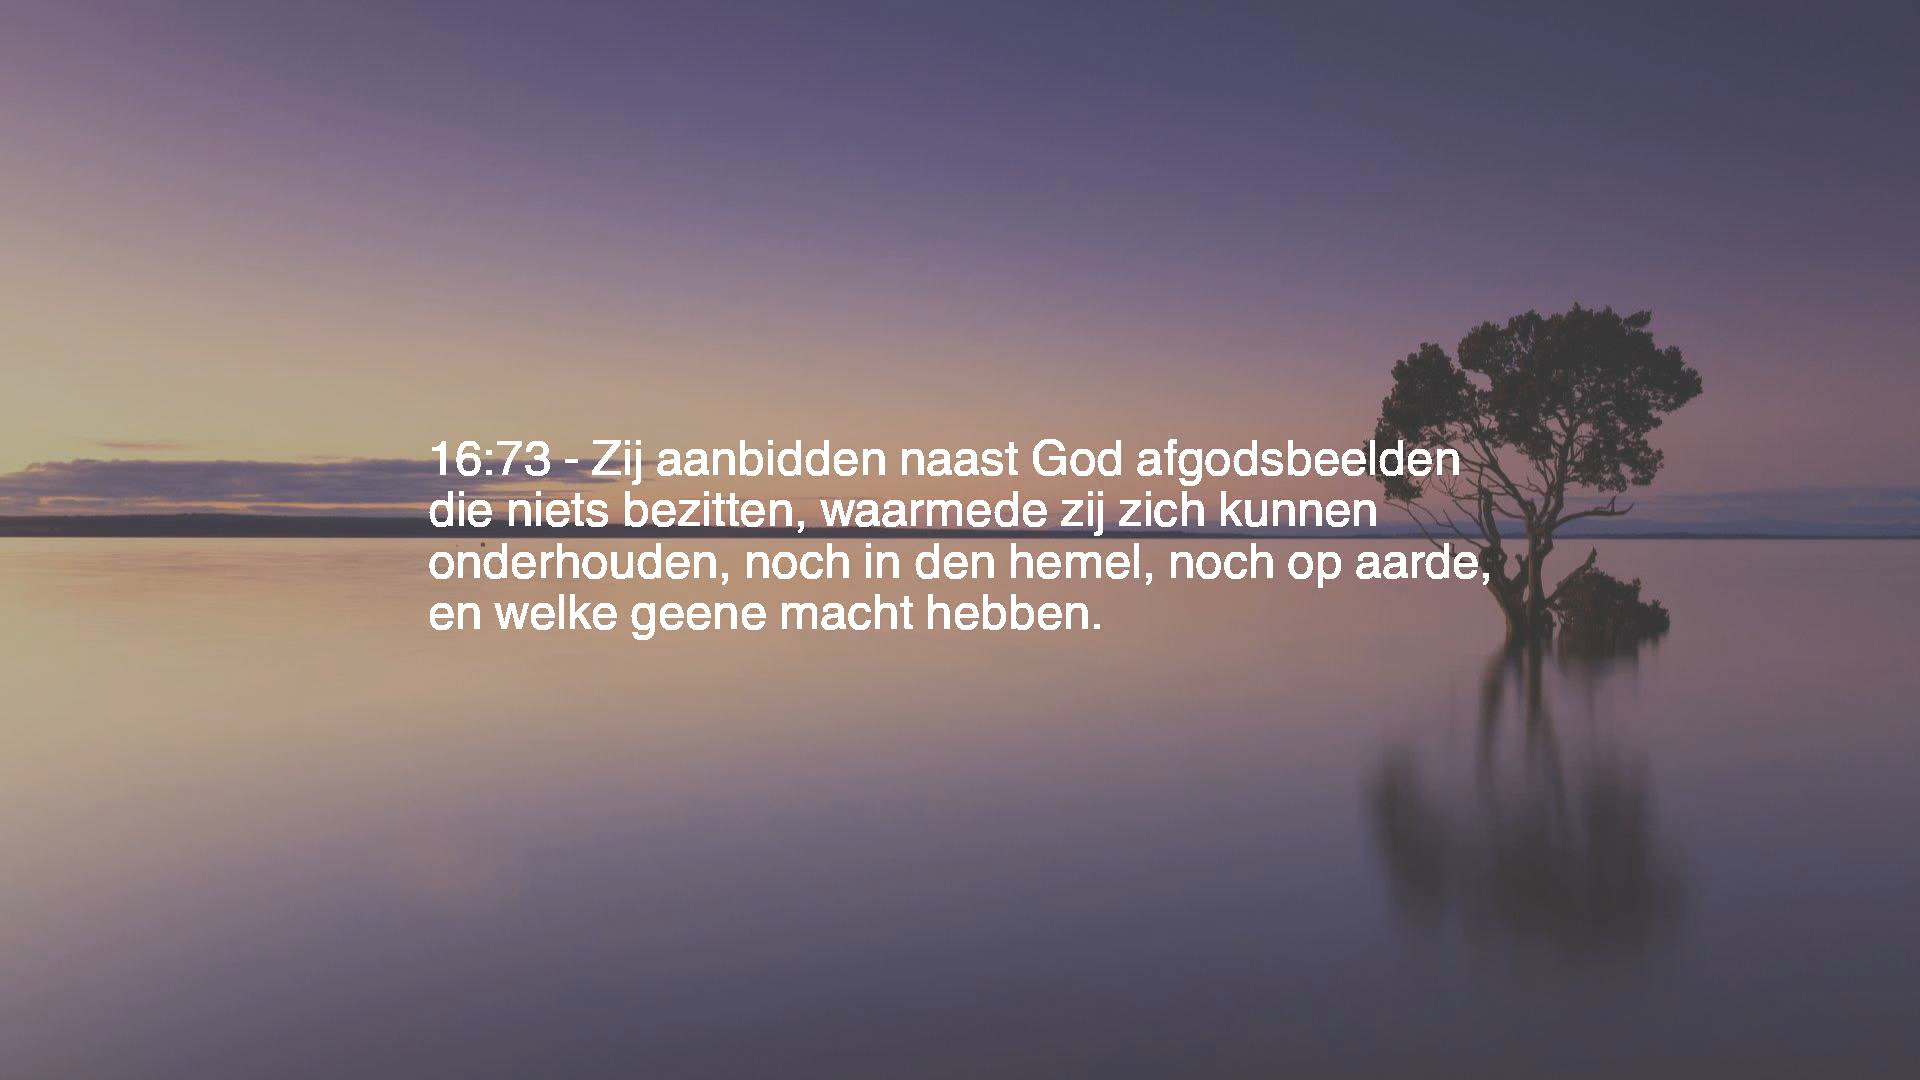 16:73 - Zij aanbidden naast God afgodsbeelden
die niets bezitten, waarmede zij zich kunnen
onderhouden, noch in den hemel, noch op aarde,
en welke geene macht hebben.